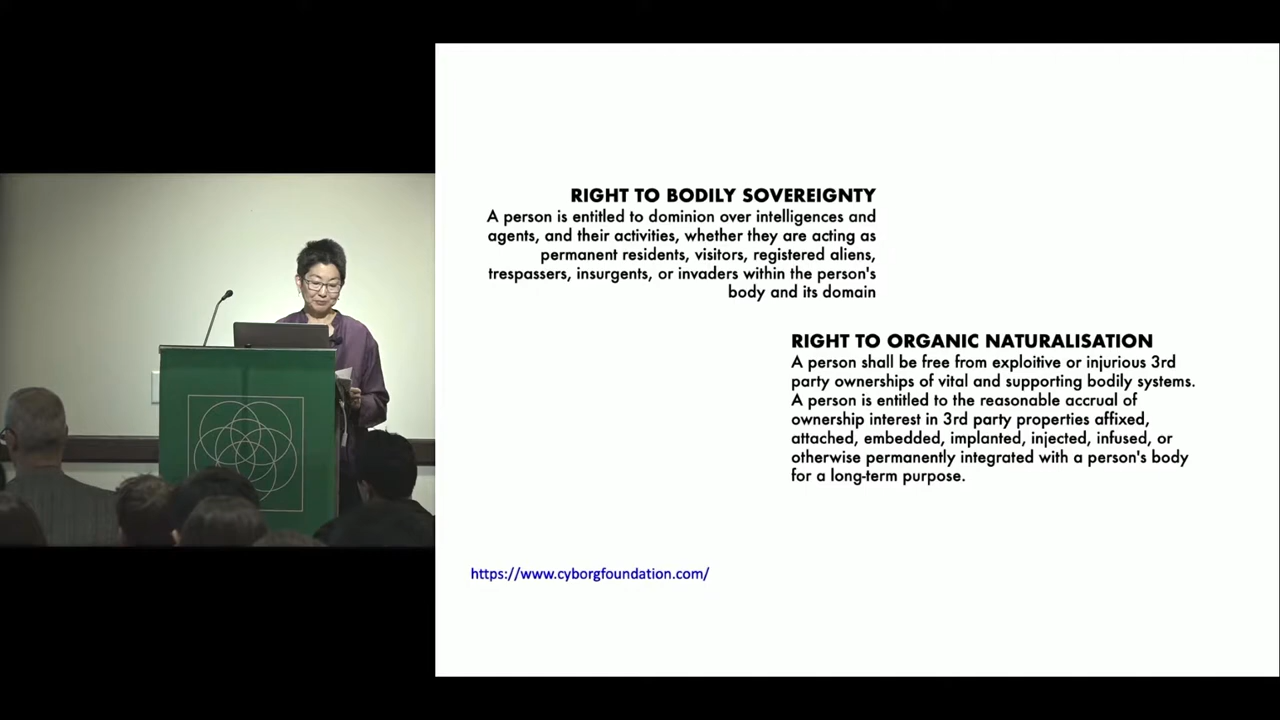 RIGHT TO BODILY SOVEREIGNTY
A person is entitled to dominion over intelligences and
agents, and their activities, whether they are acting as
permanent residents, visitors, registered aliens,
trespassers, insurgents, or invaders within the person's
body and its domain
RIGHT TO ORGANIC NATURALISATION
A person shall be free from exploitive or injurious 3rd
party ownerships of vital and supporting bodily systems.
A person is entitled to the reasonable accrual of
ownership interest in 3rd party properties affixed,
attached, embedded, implanted, injected, infused, or
otherwise permanently integrated with a person's body
for a long-term purpose.
https://www.cyborgfoundation.com/